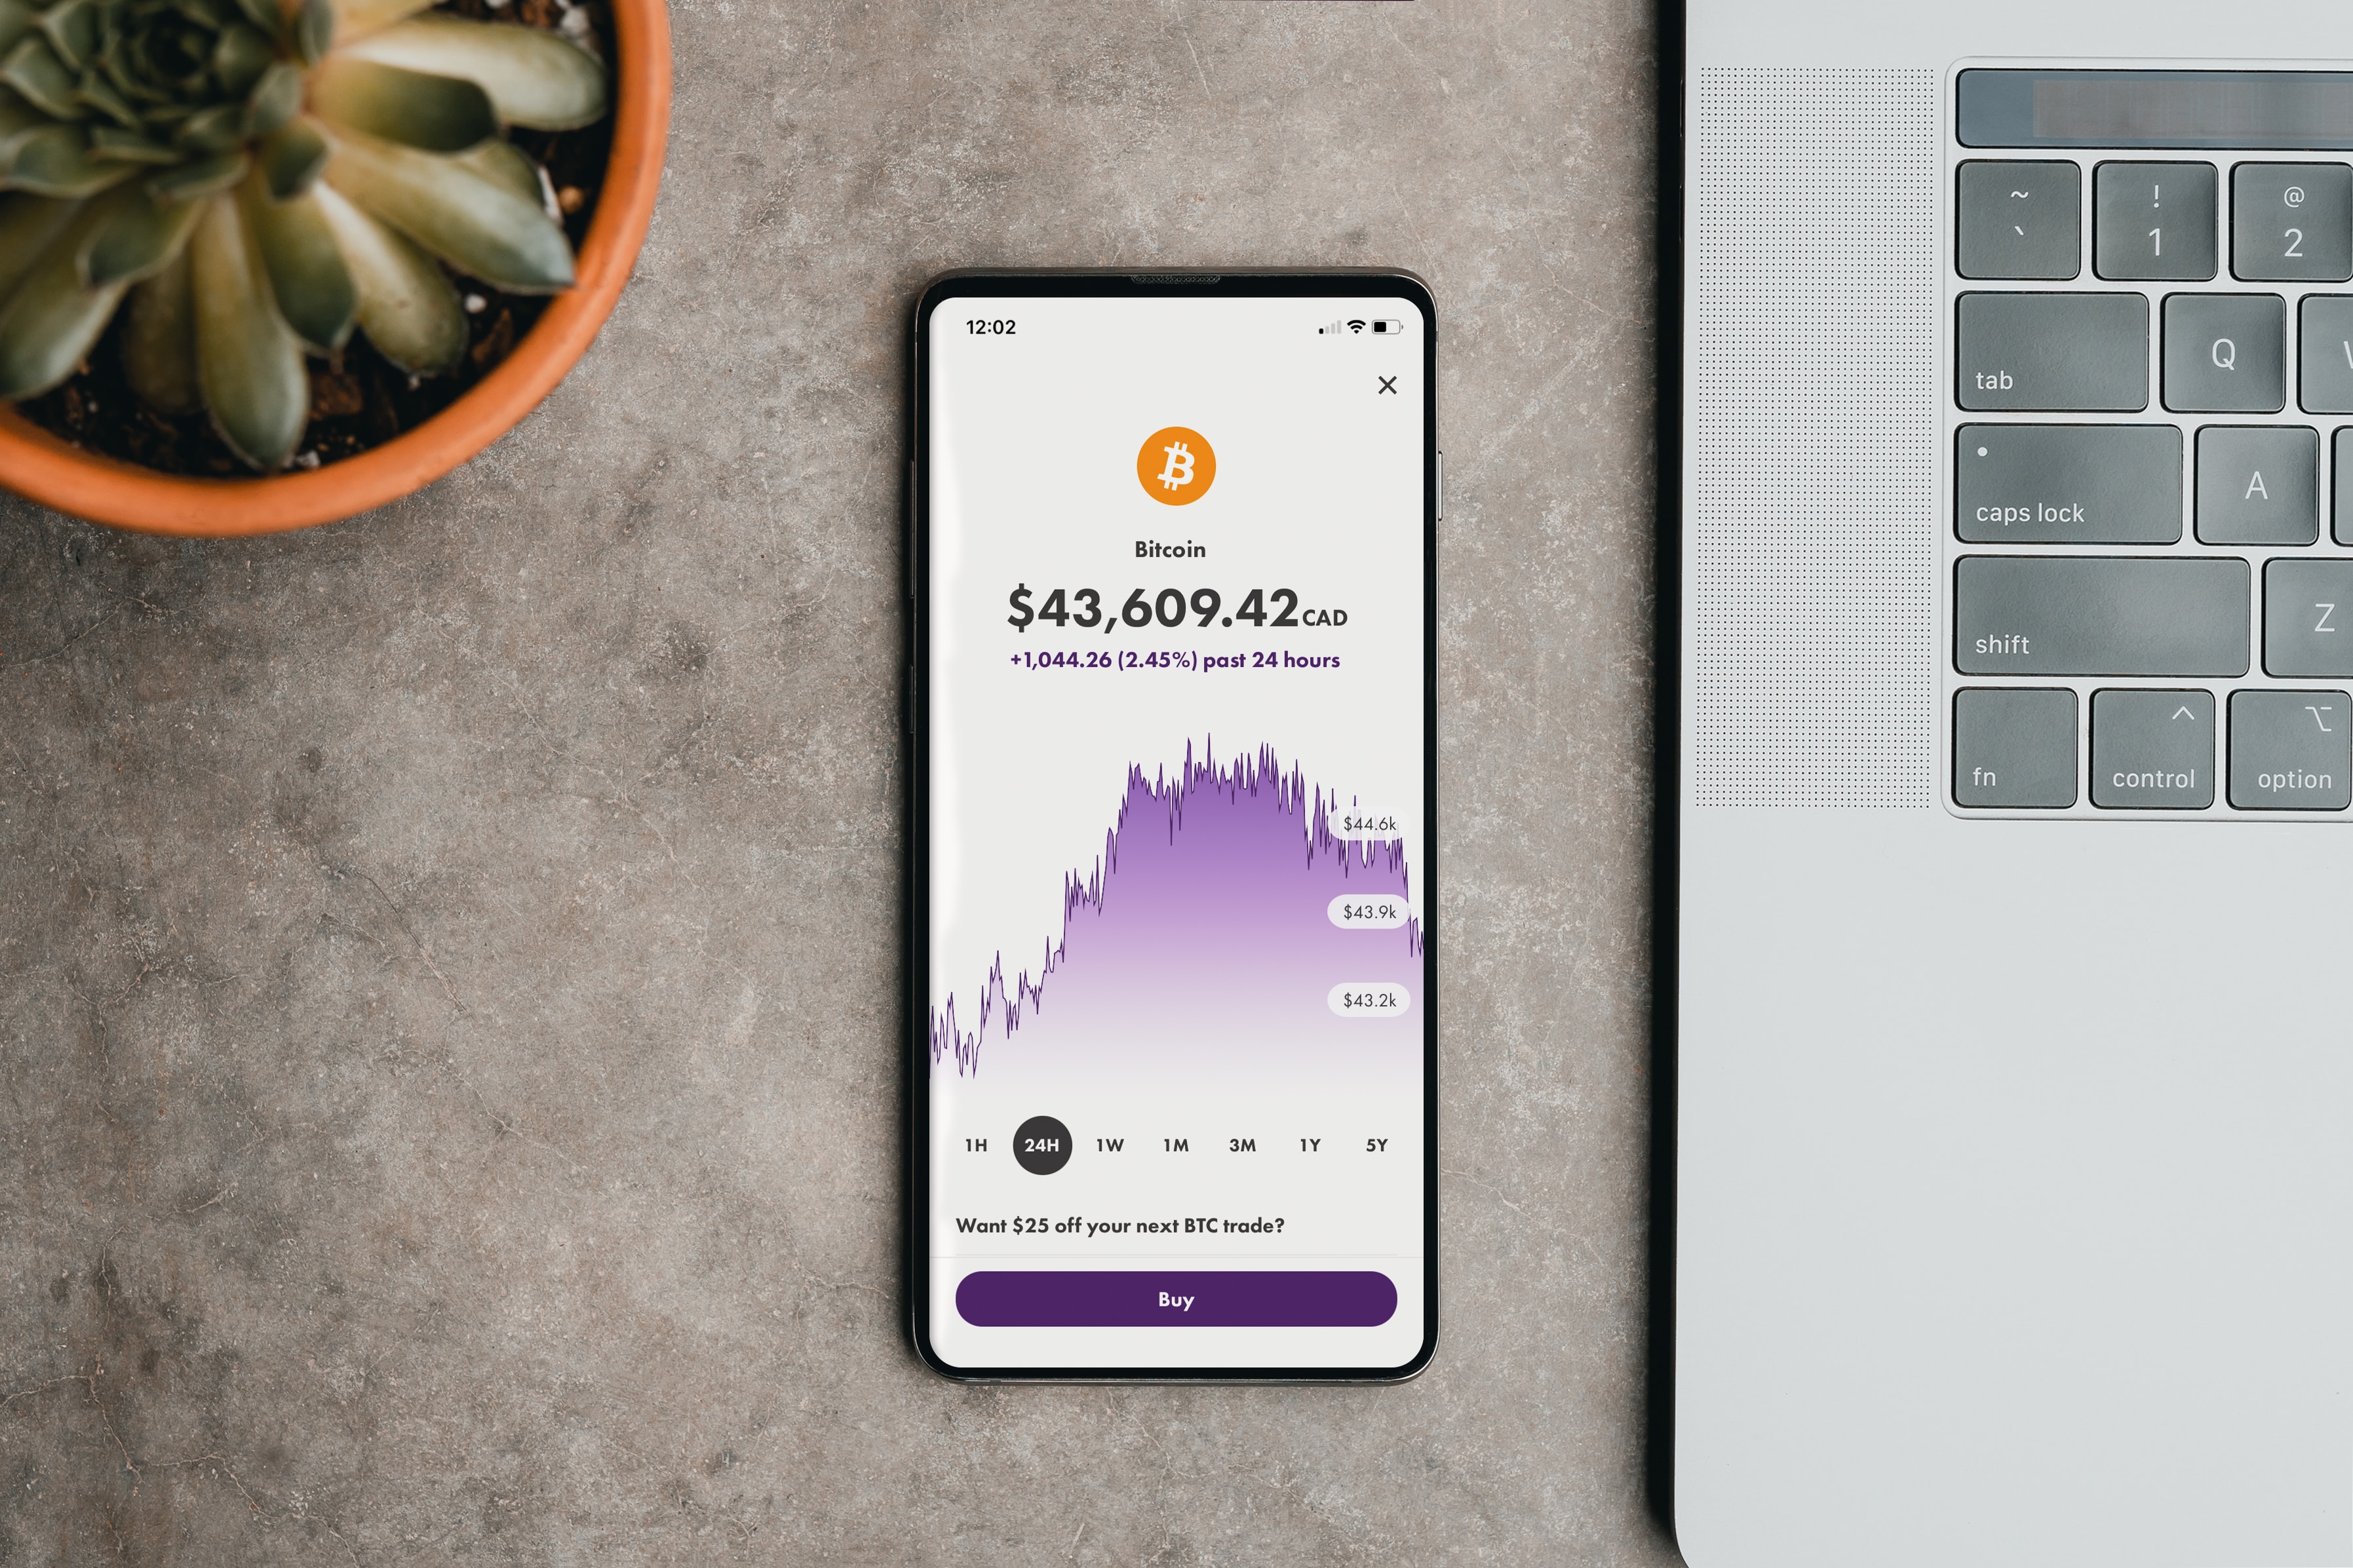 12:02
Bitcoin
$43,609.42 CAD
+1,044.26 (2.45%) past 24 hours
$44.6k
$43.9k
$43.2k
1H 24H 1W 1M 3M 1Y 5Y
Want $25 off your next BTC trade?
Buy
~ ! @
` 1 2
tab Q
caps lock A
shift Z
fn control option